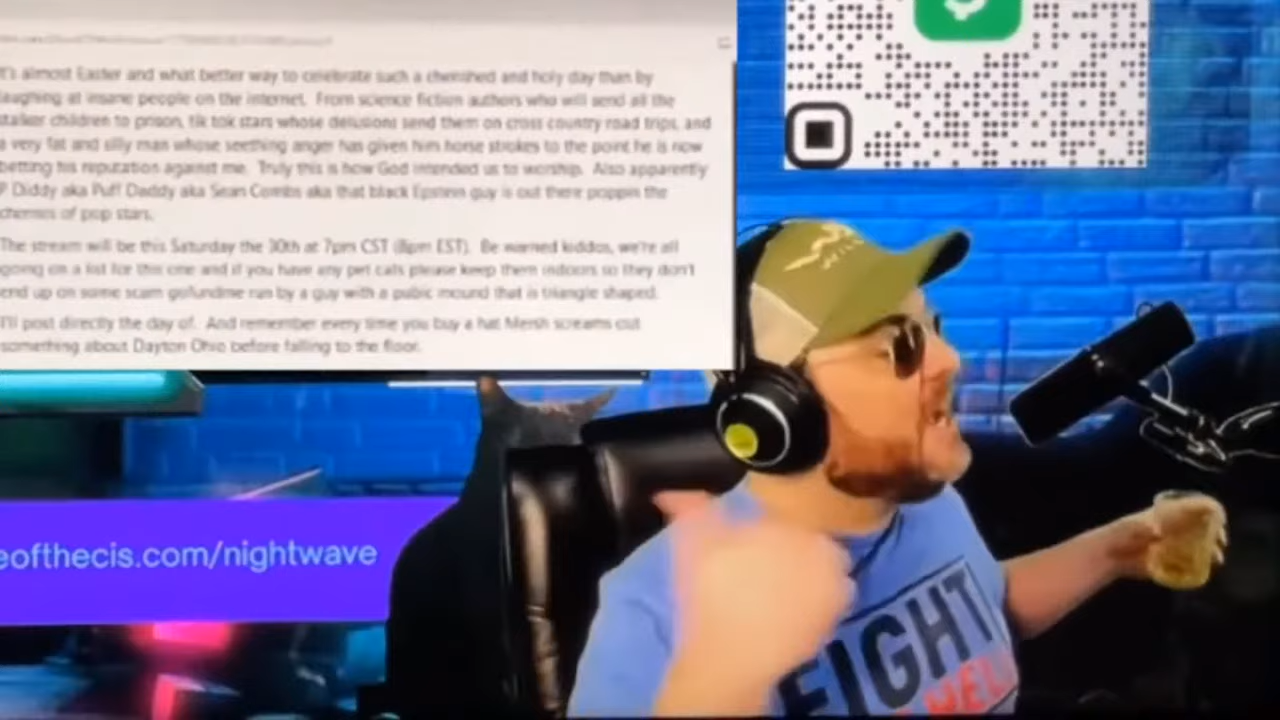 It's almost Easter and what better way to celebrate such a cherished and holy day than by
laughing at insane people on the internet. From science fiction authors who will send all the
stalker children to prison, tik tok stars whose delusions send them on cross country road trips, and
a very fat and silly man whose seething anger has given him horse strokes to the point he is now
betting his reputation against me. Truly this is how God intended us to worship. Also apparently
P Diddy aka Puff Daddy aka Sean Combs aka that black Epstein guy is out there poppin the
cherries of pop stars.
The stream will be this Saturday the 30th at 7pm CST (8pm EST). Be warned kiddos, we're all
going on a list for this one and if you have any pet cats please keep them indoors so they don't
end up on some scam gofundme run by a guy with a pubic mound that is triangle shaped.
I'll post directly the day of. And remember every time you buy a hat Mersh screams out
something about Dayton Ohio before falling to the floor.
eofthecis.com/nightwave
FIGHT